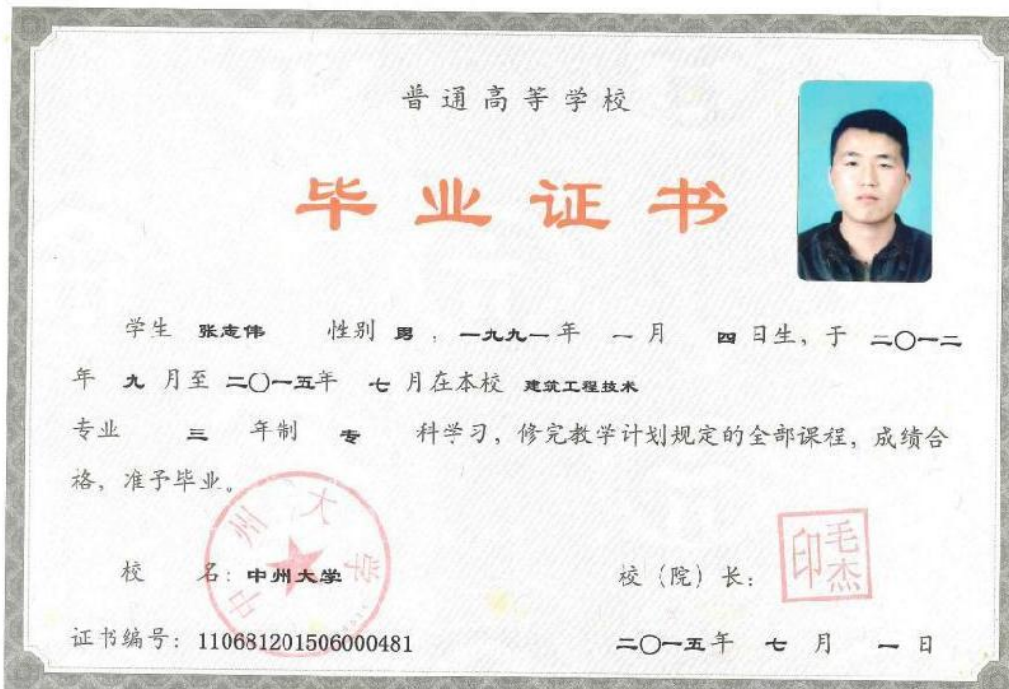 普通高等学校
毕业证书
学生 张志伟 性别 男，一九九一年 一月 四日生，于 二〇一二
年 九 月至 二〇一五年 七 月在本校 建筑工程技术
专业 三 年制 专 科学习，修完教学计划规定的全部课程，成绩合
格，准予毕业。
中州大学
校 名：中州大学
校（院）长：
毛杰印
证书编号：110681201506000481
二〇一五年 七 月 一 日